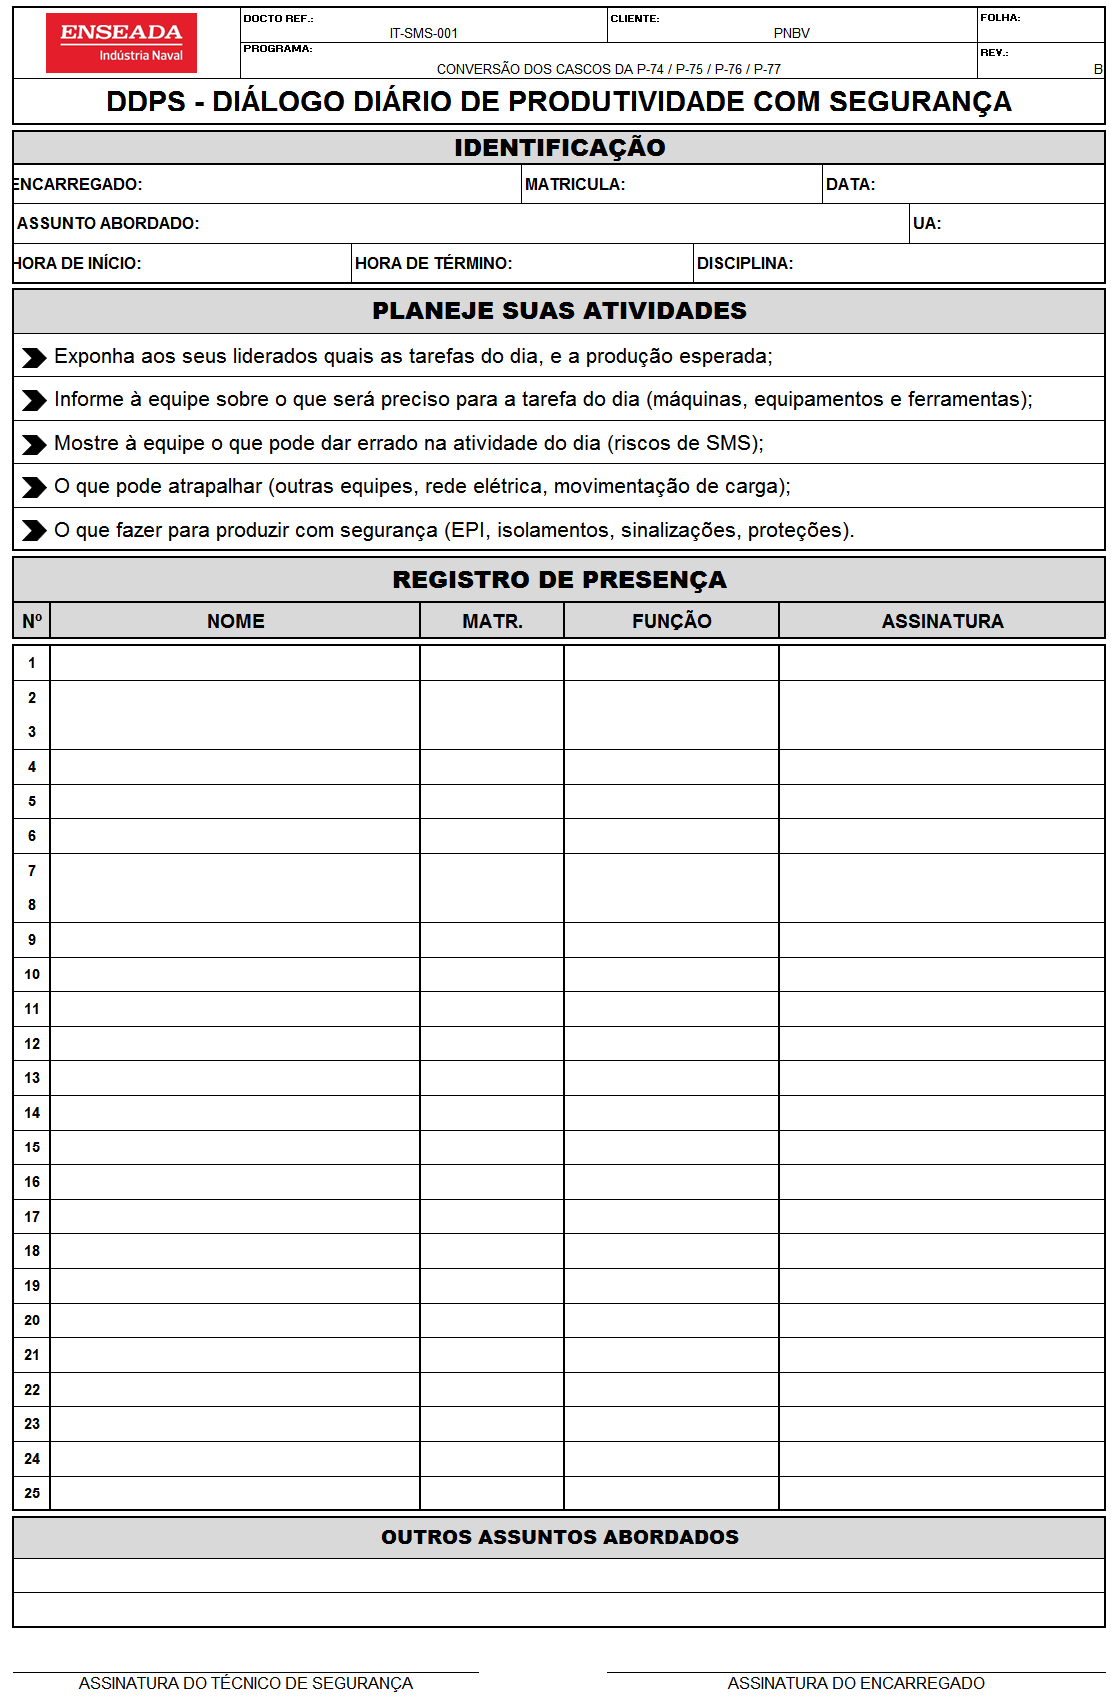 ENSEADA
Indústria Naval
DOCTO REF.:
IT-SMS-001
CLIENTE:
PNBV
FOLHA:
PROGRAMA:
CONVERSÃO DOS CASCOS DA P-74 / P-75 / P-76 / P-77
REV.:
B
DDPS - DIÁLOGO DIÁRIO DE PRODUTIVIDADE COM SEGURANÇA
IDENTIFICAÇÃO
ENCARREGADO: MATRICULA: DATA:
ASSUNTO ABORDADO: UA:
HORA DE INÍCIO: HORA DE TÉRMINO: DISCIPLINA:
PLANEJE SUAS ATIVIDADES
Exponha aos seus liderados quais as tarefas do dia, e a produção esperada;
Informe à equipe sobre o que será preciso para a tarefa do dia (máquinas, equipamentos e ferramentas);
Mostre à equipe o que pode dar errado na atividade do dia (riscos de SMS);
O que pode atrapalhar (outras equipes, rede elétrica, movimentação de carga);
O que fazer para produzir com segurança (EPI, isolamentos, sinalizações, proteções).
REGISTRO DE PRESENÇA
Nº NOME MATR. FUNÇÃO ASSINATURA
1
2
3
4
5
6
7
8
9
10
11
12
13
14
15
16
17
18
19
20
21
22
23
24
25
OUTROS ASSUNTOS ABORDADOS
ASSINATURA DO TÉCNICO DE SEGURANÇA ASSINATURA DO ENCARREGADO